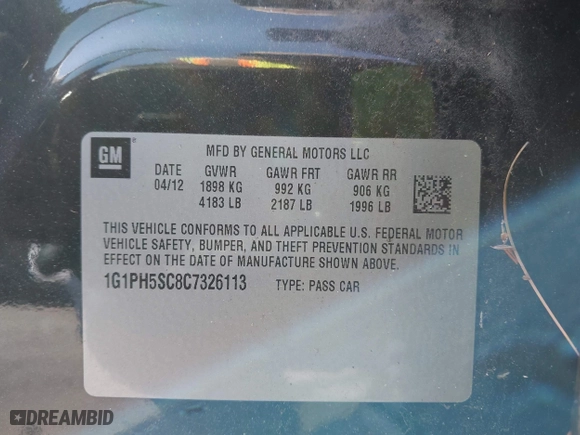 GM
MFD BY GENERAL MOTORS LLC
DATE GVWR GAWR FRT GAWR RR
04/12 1898 KG 992 KG 906 KG
4183 LB 2187 LB 1996 LB
THIS VEHICLE CONFORMS TO ALL APPLICABLE U.S. FEDERAL MOTOR
VEHICLE SAFETY, BUMPER, AND THEFT PREVENTION STANDARDS IN
EFFECT ON THE DATE OF MANUFACTURE SHOWN ABOVE.
1G1PH5SC8C7326113 TYPE: PASS CAR
DREAMBID